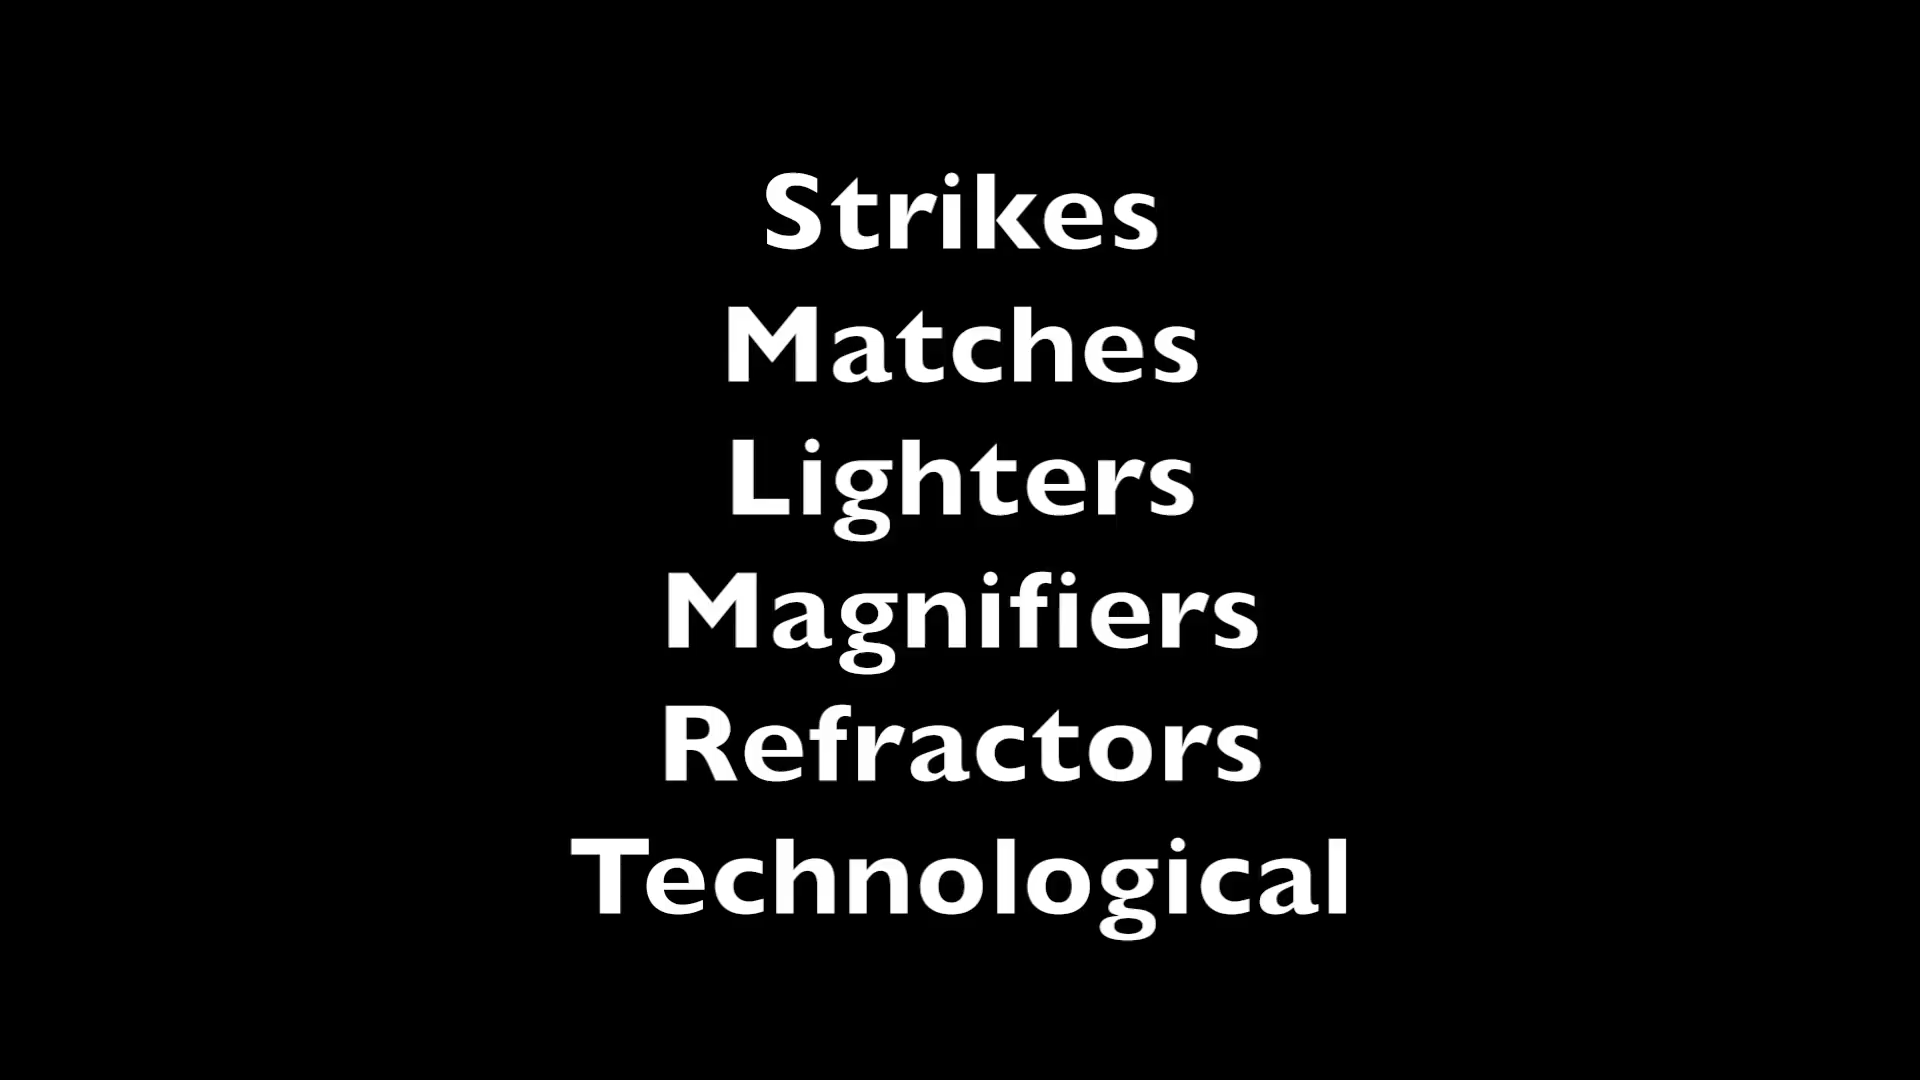 Strikes
Matches
Lighters
Magnifiers
Refractors
Technological